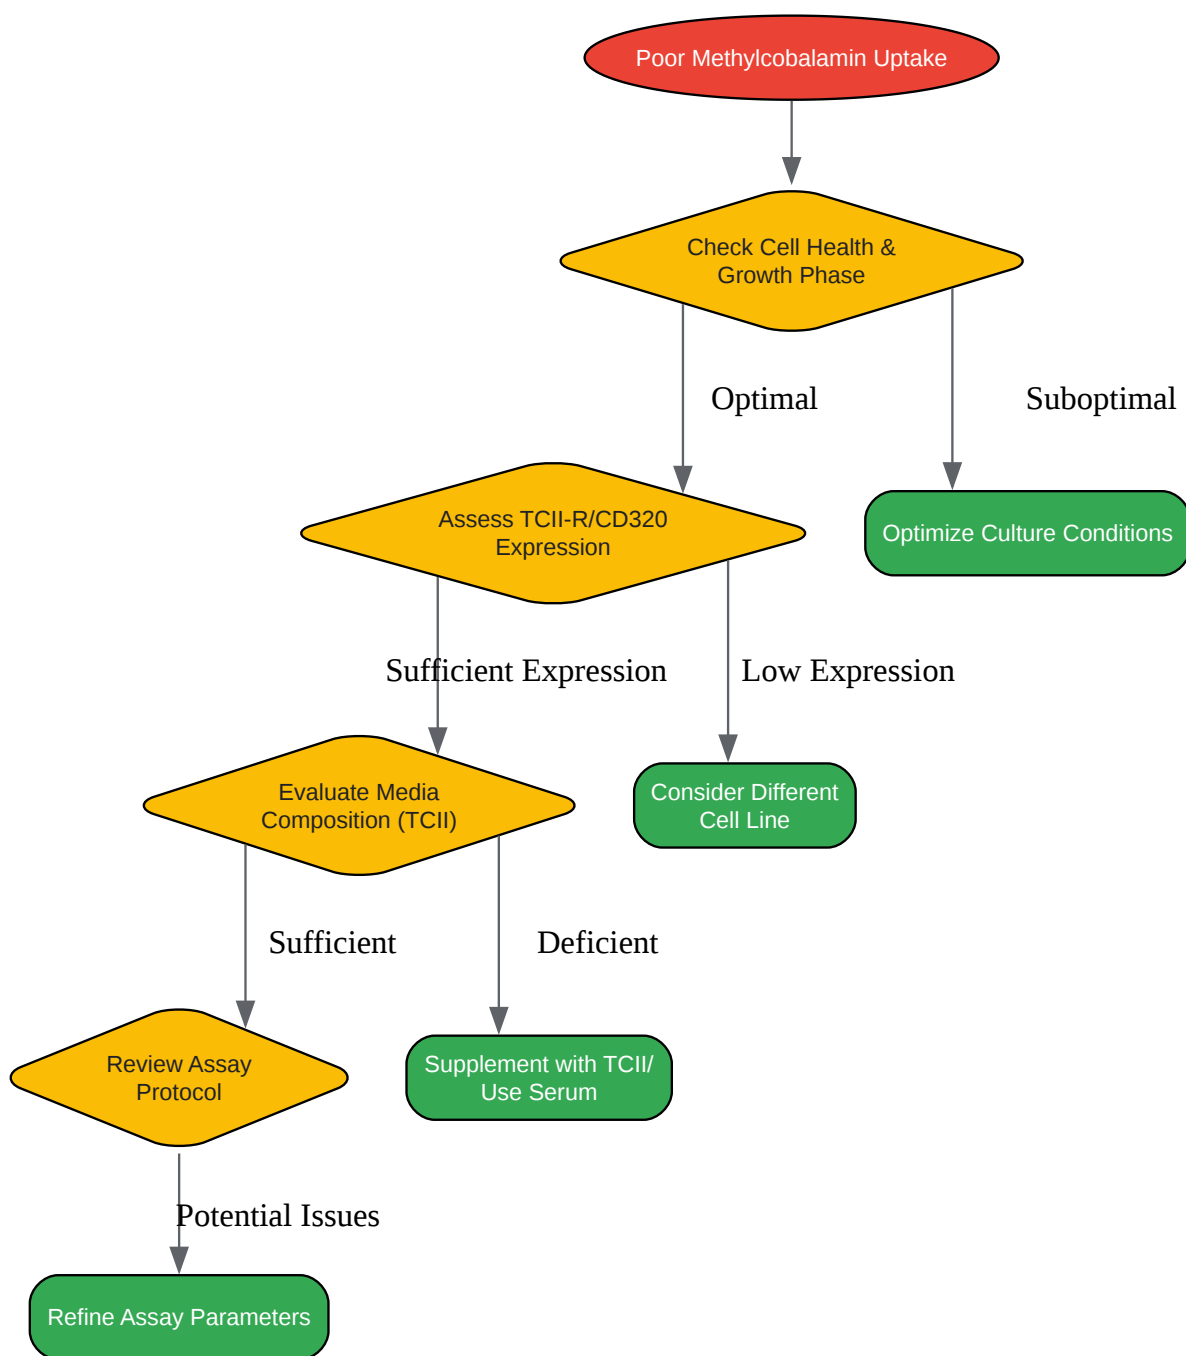 Poor Methylcobalamin Uptake
Check Cell Health &
Growth Phase
Optimal
Suboptimal
Assess TCII-R/CD320
Expression
Optimize Culture Conditions
Sufficient Expression
Low Expression
Evaluate Media
Composition (TCII)
Consider Different
Cell Line
Sufficient
Deficient
Review Assay
Protocol
Supplement with TCII/
Use Serum
Potential Issues
Refine Assay Parameters